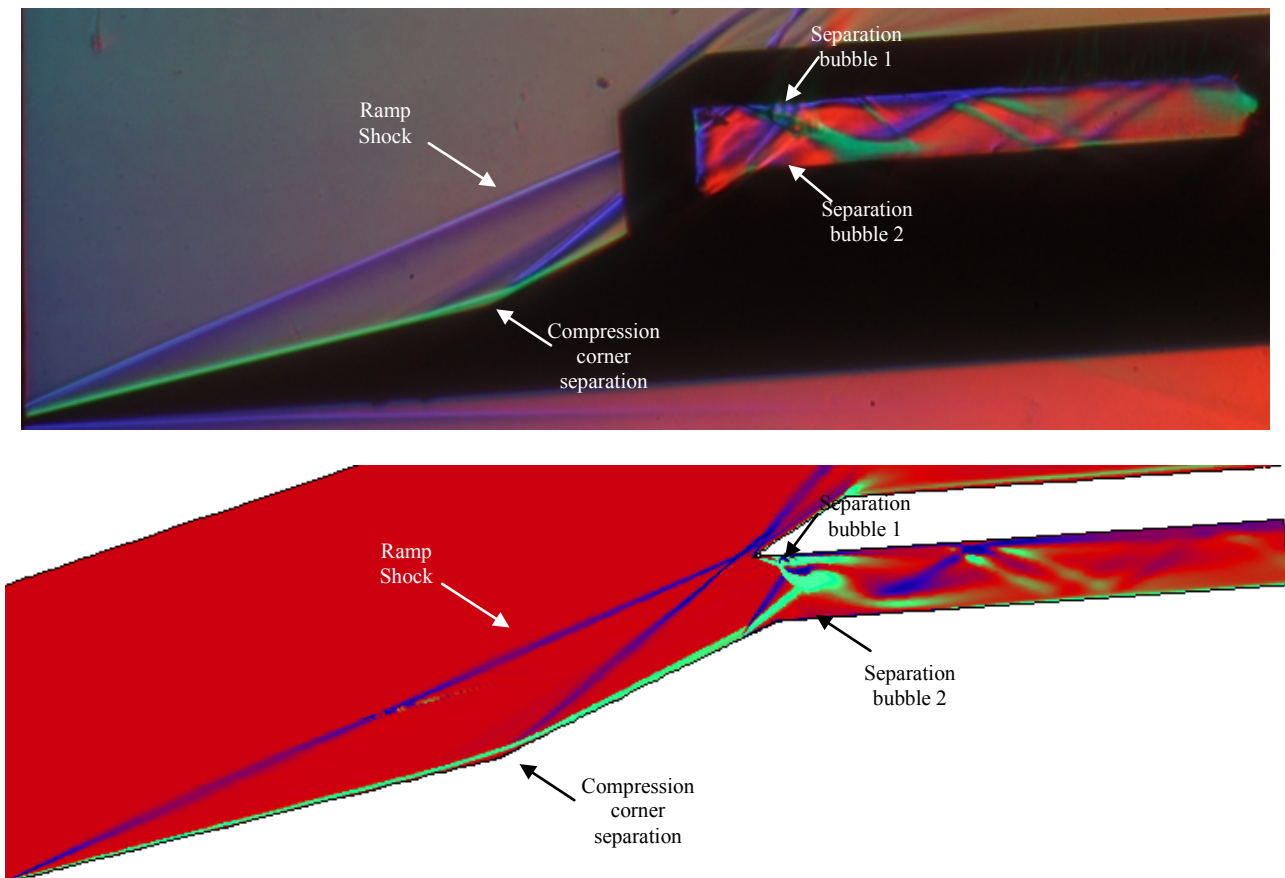 Separation
bubble 1
Ramp
Shock
Separation
bubble 2
Compression
corner
separation
Separation
bubble 1
Ramp
Shock
Separation
bubble 2
Compression
corner
separation